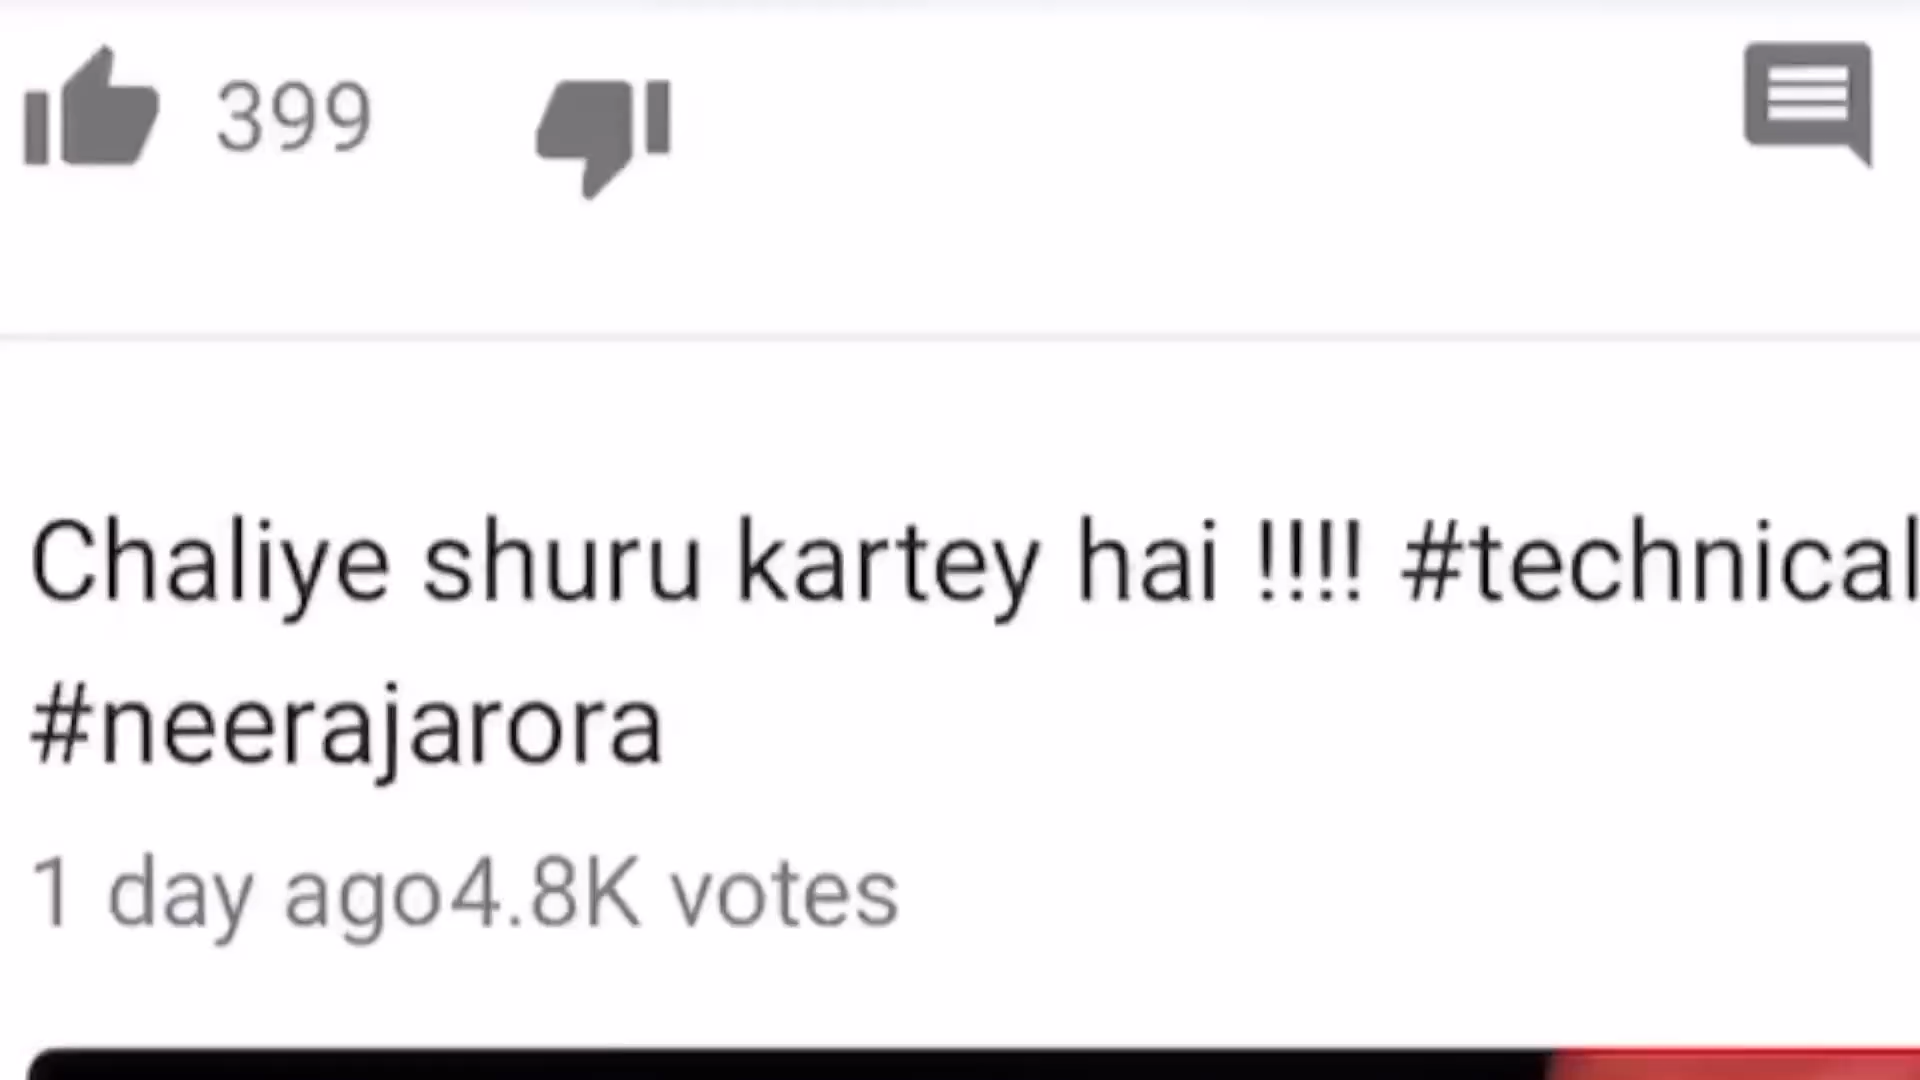 399
Chaliye shuru kartey hai !!!! #technical
#neerajarora
1 day ago4.8K votes